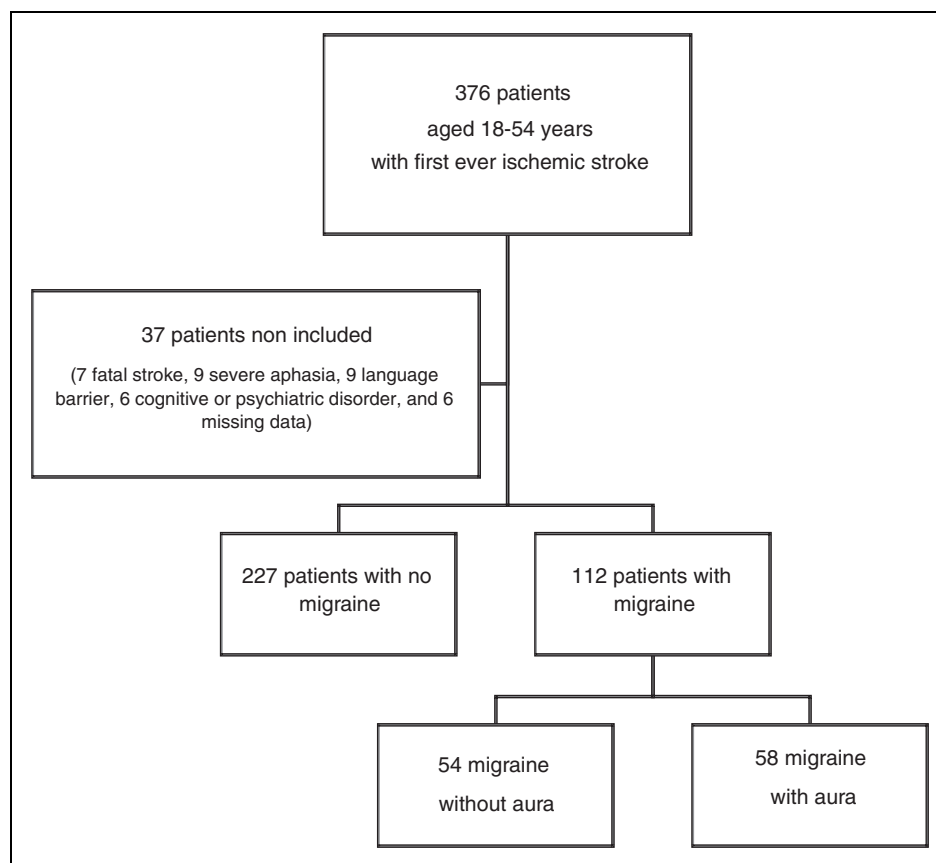 376 patients
aged 18-54 years
with first ever ischemic stroke
37 patients non included
(7 fatal stroke, 9 severe aphasia, 9 language
barrier, 6 cognitive or psychiatric disorder, and 6
missing data)
227 patients with no
migraine
112 patients with
migraine
54 migraine
without aura
58 migraine
with aura